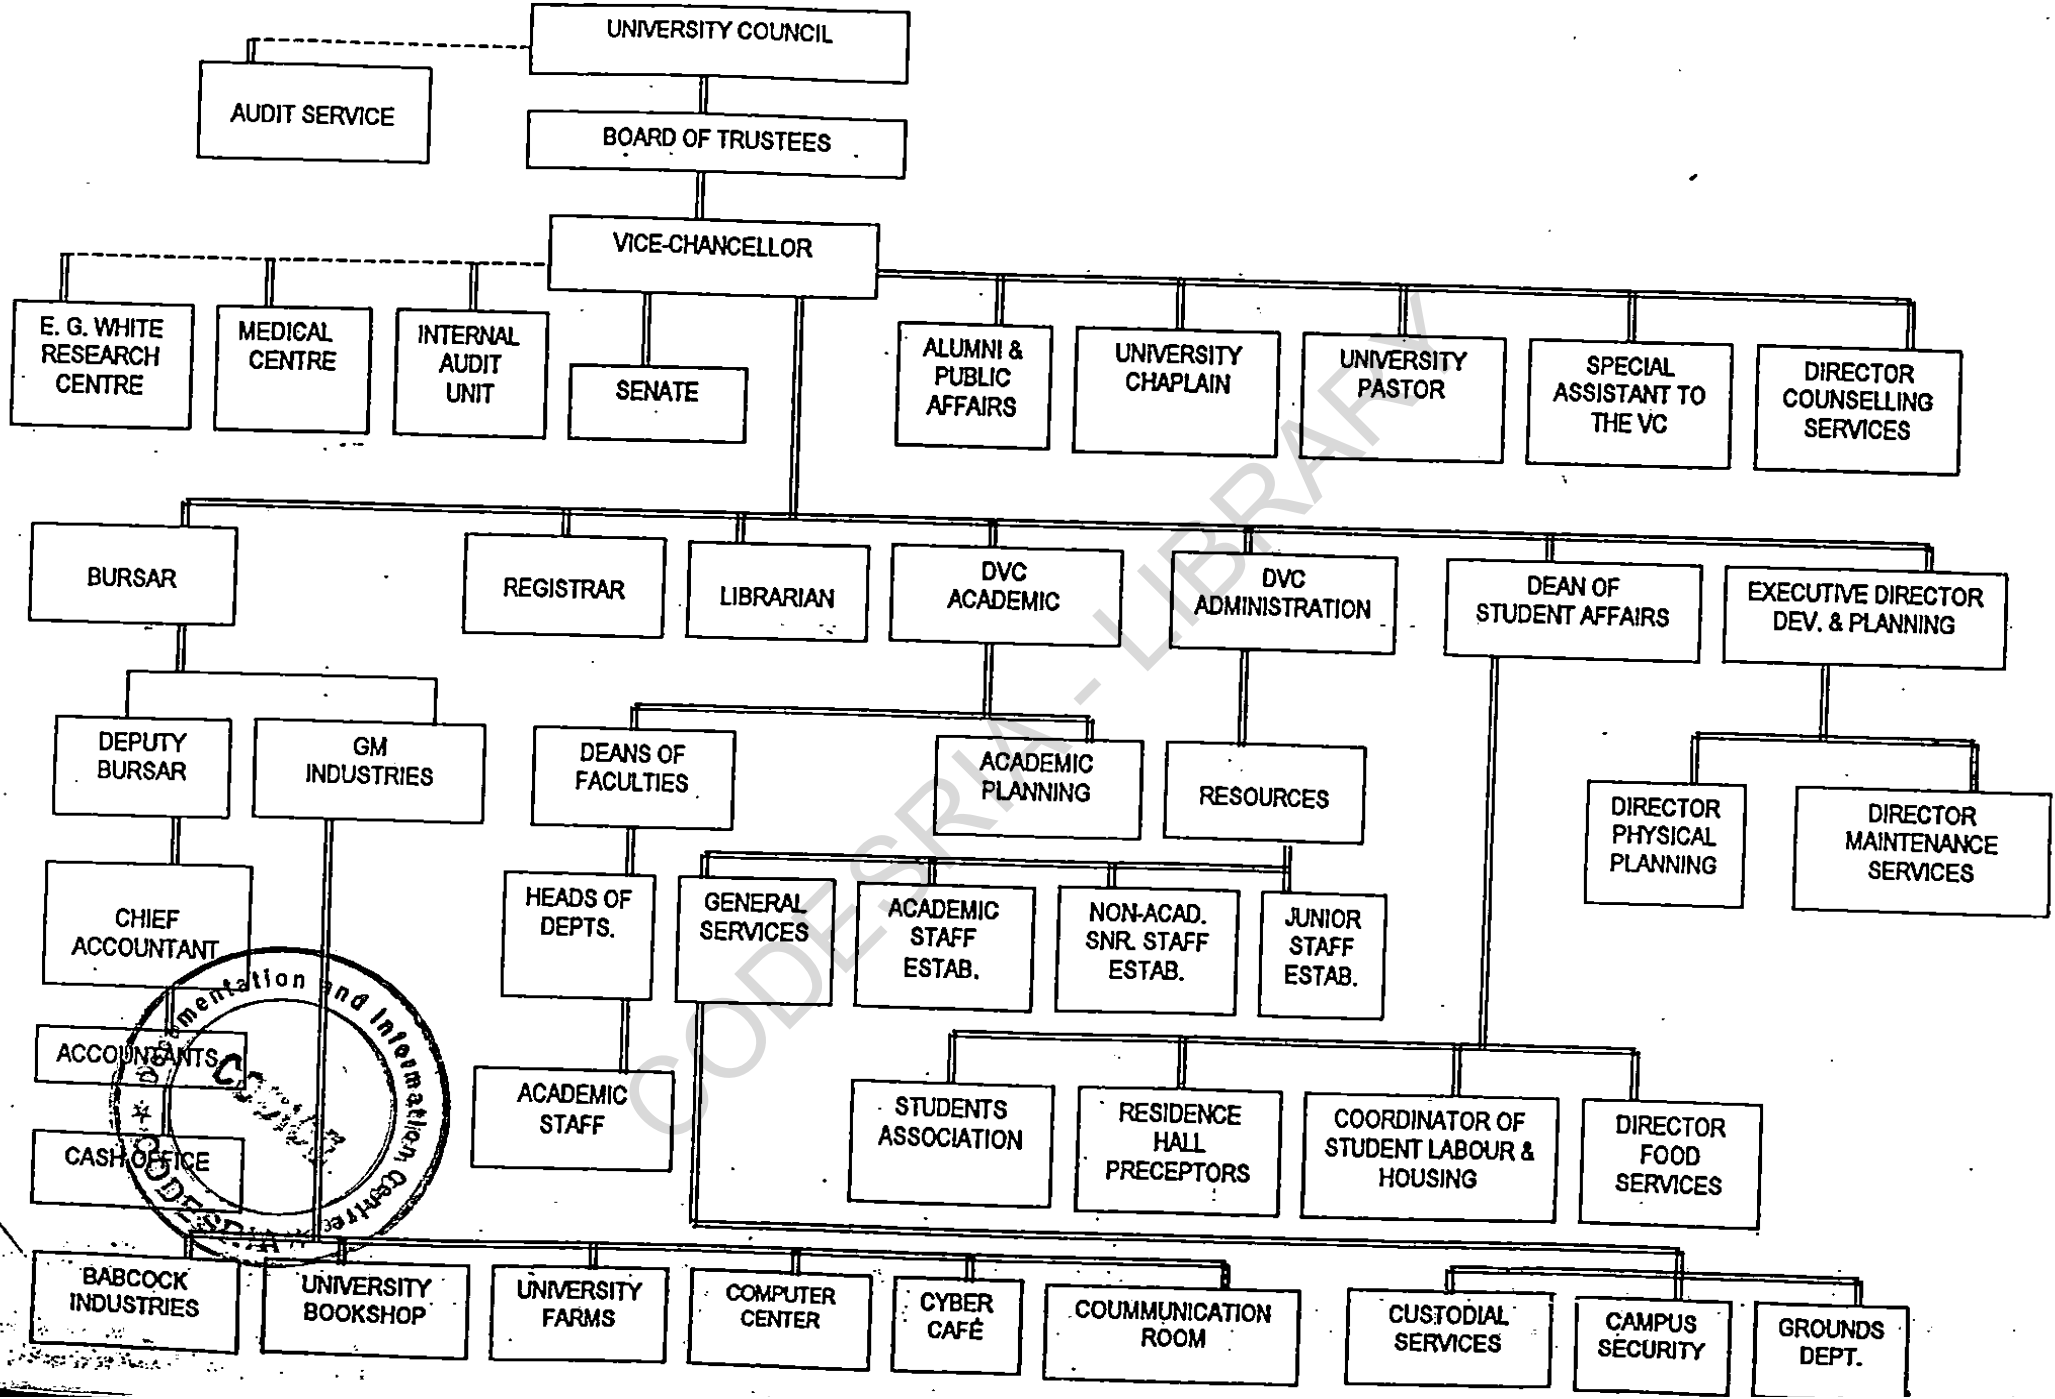 UNIVERSITY COUNCIL
AUDIT SERVICE
BOARD OF TRUSTEES
VICE-CHANCELLOR
E. G. WHITE
RESEARCH
CENTRE
MEDICAL
CENTRE
INTERNAL
AUDIT
UNIT
SENATE
ALUMNI &
PUBLIC
AFFAIRS
UNIVERSITY
CHAPLAIN
UNIVERSITY
PASTOR
SPECIAL
ASSISTANT TO
THE VC
DIRECTOR
COUNSELLING
SERVICES
BURSAR
REGISTRAR
LIBRARIAN
DVC
ACADEMIC
DVC
ADMINISTRATION
DEAN OF
STUDENT AFFAIRS
EXECUTIVE DIRECTOR
DEV. & PLANNING
DEPUTY
BURSAR
GM
INDUSTRIES
DEANS OF
FACULTIES
ACADEMIC
PLANNING
RESOURCES
DIRECTOR
PHYSICAL
PLANNING
DIRECTOR
MAINTENANCE
SERVICES
CHIEF
ACCOUNTANT
HEADS OF
DEPTS.
GENERAL
SERVICES
ACADEMIC
STAFF
ESTAB.
NON-ACAD.
SNR. STAFF
ESTAB.
JUNIOR
STAFF
ESTAB.
ACCOUNTANTS
ACADEMIC
STAFF
STUDENTS
ASSOCIATION
RESIDENCE
HALL
PRECEPTORS
COORDINATOR OF
STUDENT LABOUR &
HOUSING
DIRECTOR
FOOD
SERVICES
CASH OFFICE
BABCOCK
INDUSTRIES
UNIVERSITY
BOOKSHOP
UNIVERSITY
FARMS
COMPUTER
CENTER
CYBER
CAFÉ
COUMMUNICATION
ROOM
CUSTODIAL
SERVICES
CAMPUS
SECURITY
GROUNDS
DEPT.
Documentation and Information Centre
CODESRIA
CODESRIA - LIBRARY